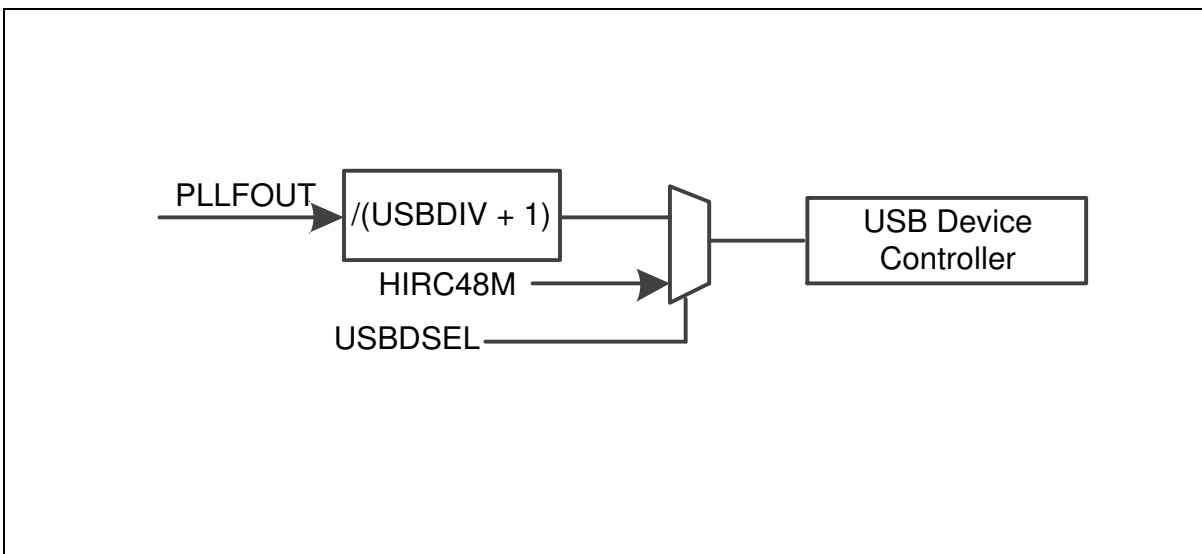 PLLFOUT
/(USBDIV + 1)
USB Device
Controller
HIRC48M
USBDSEL